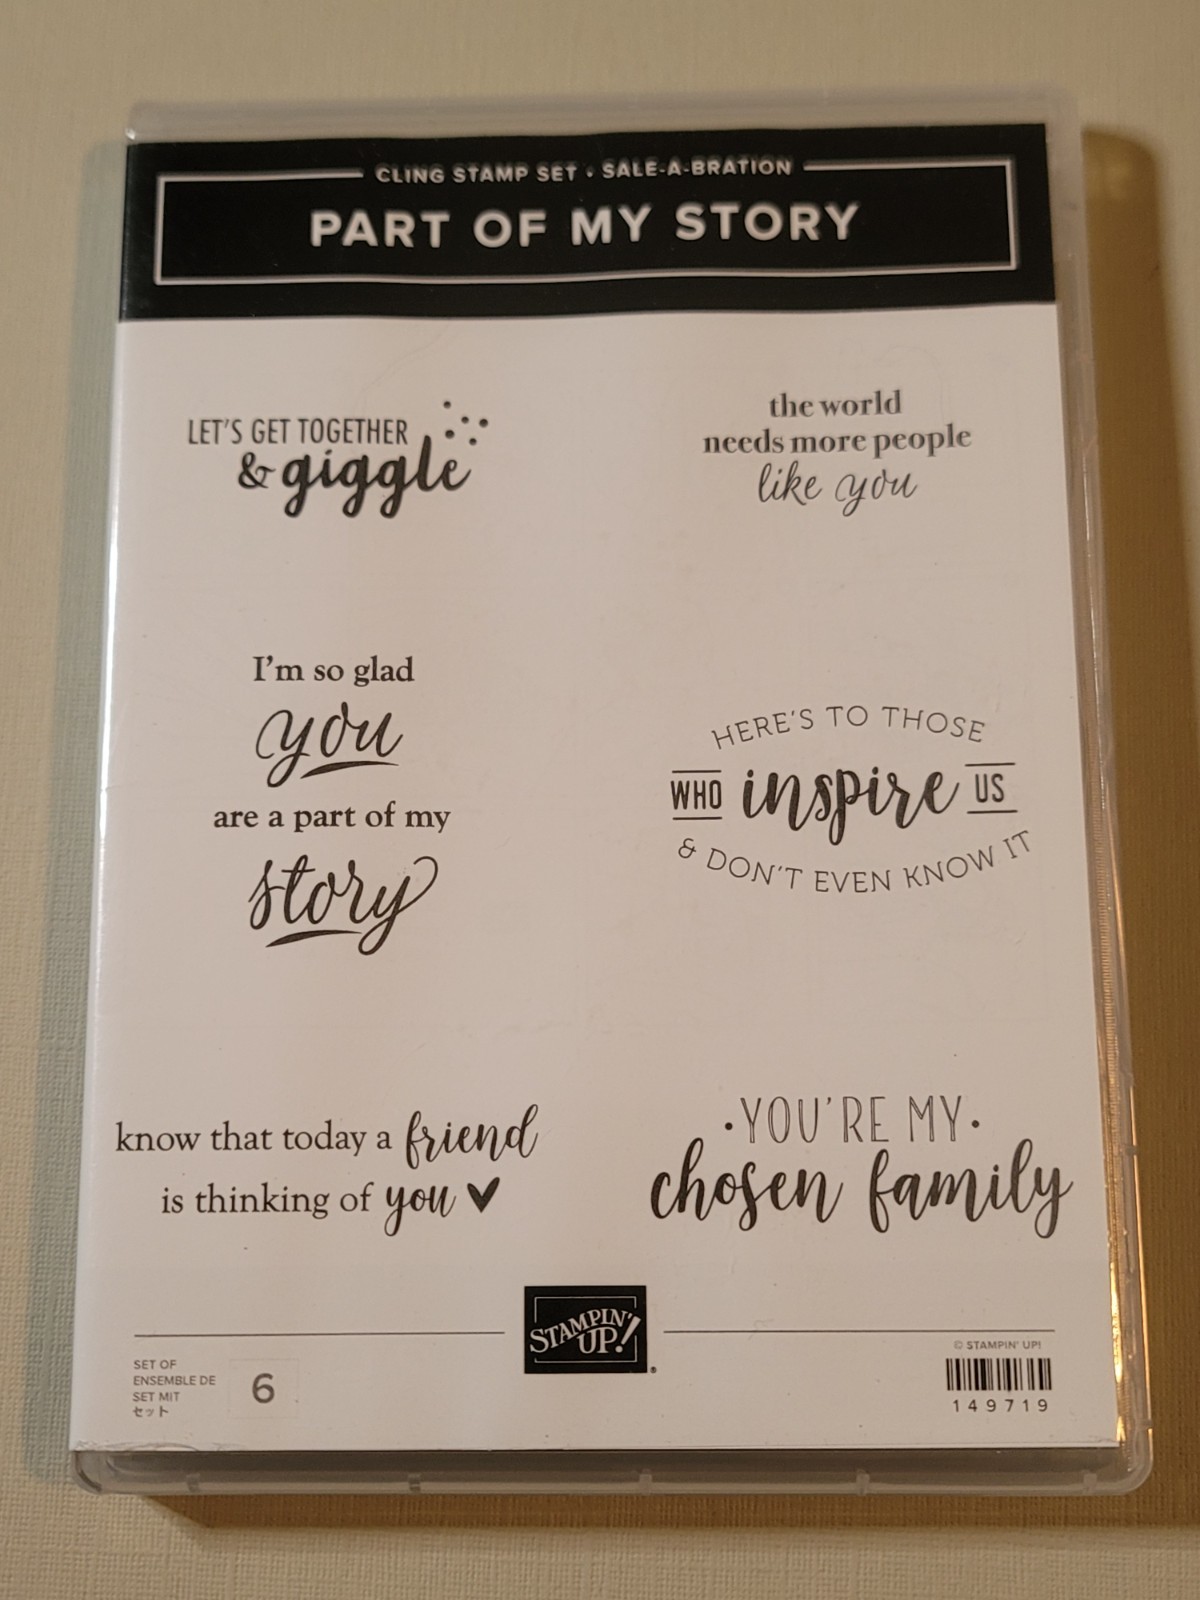 CLING STAMP SET • SALE-A-BRATION
PART OF MY STORY
LET'S GET TOGETHER
& giggle
the world
needs more people
like you
I'm so glad
you
are a part of my
story
HERE'S TO THOSE
WHO inspire US
& DON'T EVEN KNOW IT
know that today a friend
is thinking of you ♥
•YOU'RE MY•
chosen family
STAMPIN'
UP!
SET OF
ENSEMBLE DE
SET MIT
セット
6
© STAMPIN' UP!
149719